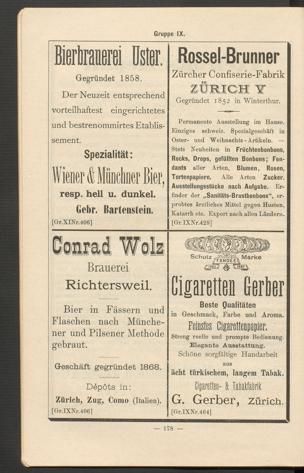 Gruppe IX.
Bierbrauerei Uster.
Gegründet 1858.
Der Neuzeit entsprechend
vorteilhaftest eingerichtetes
und bestrenommirtes Etablis-
sement.
Spezialität:
Wiener & Münchner Bier,
resp. hell u. dunkel.
Gebr. Bartenstein.
[Gr.XINr.406]
Conrad Wolz
Brauerei
Richtersweil.
Bier in Fässern und
Flaschen nach Münche-
ner und Pilsener Methode
gebraut.
Geschäft gegründet 1868.
Dépôts in:
Zürich, Zug, Como (Italien).
[Gr.IXNr.406]
Rossel-Brunner
Zürcher Confiserie-Fabrik
ZÜRICH V
Gegründet 1852 in Winterthur.
Permanente Ausstellung im Hause.
Einziges schweiz. Spezialgeschäft in
Oster- und Weihnachts-Artikeln. —
Stets Neuheiten in Früchtenbonbons,
Rocks, Drops, gefüllten Bonbons; Fon-
dants aller Arten, Blumen, Rosen,
Tortenpapiere. Alle Arten Zucker.
Ausstellungsstücke nach Aufgabe. Er-
finder der „Sanitäts-Brustbonbons", er-
probtes ärztliches Mittel gegen Husten,
Katarrh etc. Export nach allen Ländern.
[Gr.IXNr.428]
Schutz Marke
Cigaretten Gerber
Beste Qualitäten
in Geschmack, Farbe und Aroma.
Feinstes Cigarettenpapier.
Streng reelle und prompte Bedienung.
Elegante Ausstattung.
Schöne sorgfältige Handarbeit
aus
ächt türkischem, langem Tabak.
Cigaretten- & Tabakfabrik
G. Gerber, Zürich.
[Gr.IXNr.464]
— 178 —